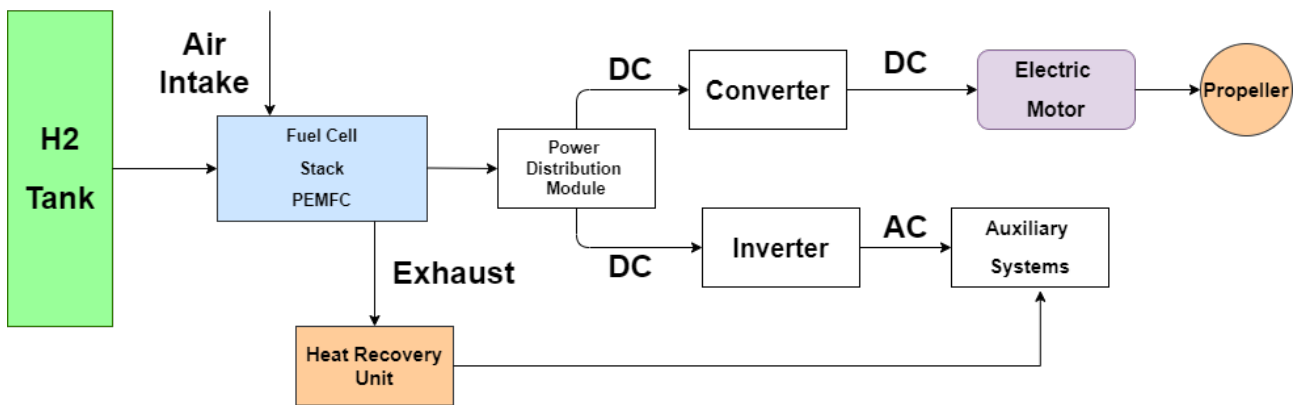 H2
Tank
Air
Intake
Fuel Cell
Stack
PEMFC
Exhaust
Heat Recovery
Unit
Power
Distribution
Module
DC
Converter
DC
Electric
Motor
Propeller
DC
Inverter
AC
Auxiliary
Systems